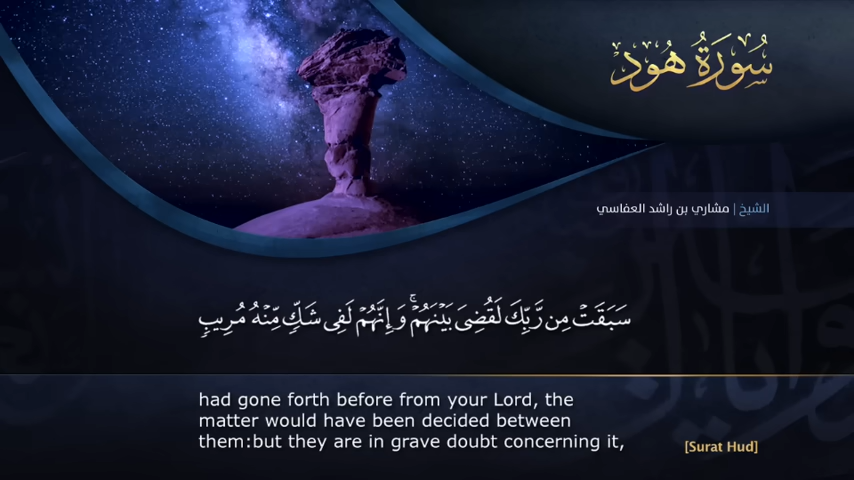 سُورَةُ هُود
الشيخ | مشاري بن راشد العفاسي
سَبَقَتْ مِن رَّبِّكَ لَقُضِىَ بَيْنَهُمْ ۚ وَإِنَّهُمْ لَفِى شَكٍّ مِّنْهُ مُرِيبٍ
had gone forth before from your Lord, the
matter would have been decided between
them:but they are in grave doubt concerning it,
[Surat Hud]